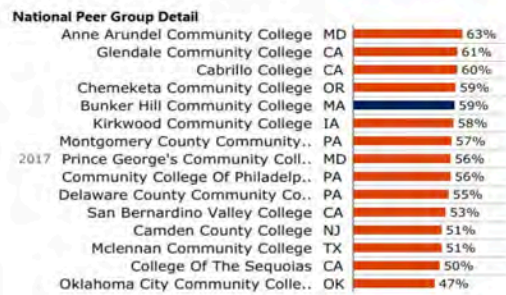 National Peer Group Detail
Anne Arundel Community College MD 63%
Glendale Community College CA 61%
Cabrillo College CA 60%
Chemeketa Community College OR 59%
Bunker Hill Community College MA 59%
Kirkwood Community College IA 58%
Montgomery County Community.. PA 57%
2017 Prince George's Community Coll.. MD 56%
Community College Of Philadelp.. PA 56%
Delaware County Community Co.. PA 55%
San Bernardino Valley College CA 53%
Camden County College NJ 51%
Mclennan Community College TX 51%
College Of The Sequoias CA 50%
Oklahoma City Community Colle.. OK 47%